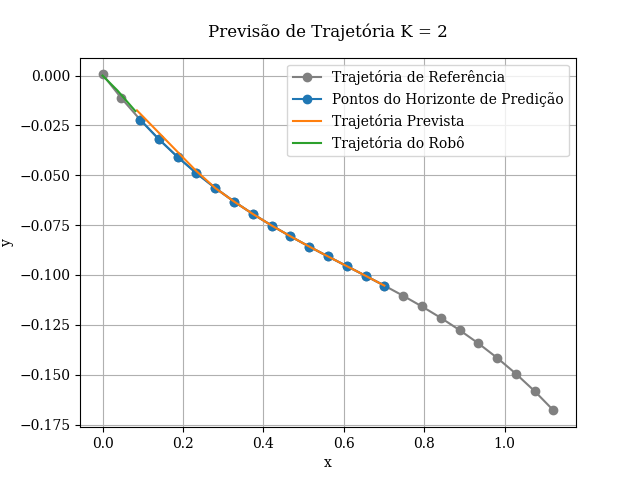 Previsão de Trajetória K = 2
Trajetória de Referência
Pontos do Horizonte de Predição
Trajetória Prevista
Trajetória do Robô
0.000
−0.025
−0.050
−0.075
−0.100
−0.125
−0.150
−0.175
y
0.0 0.2 0.4 0.6 0.8 1.0
x